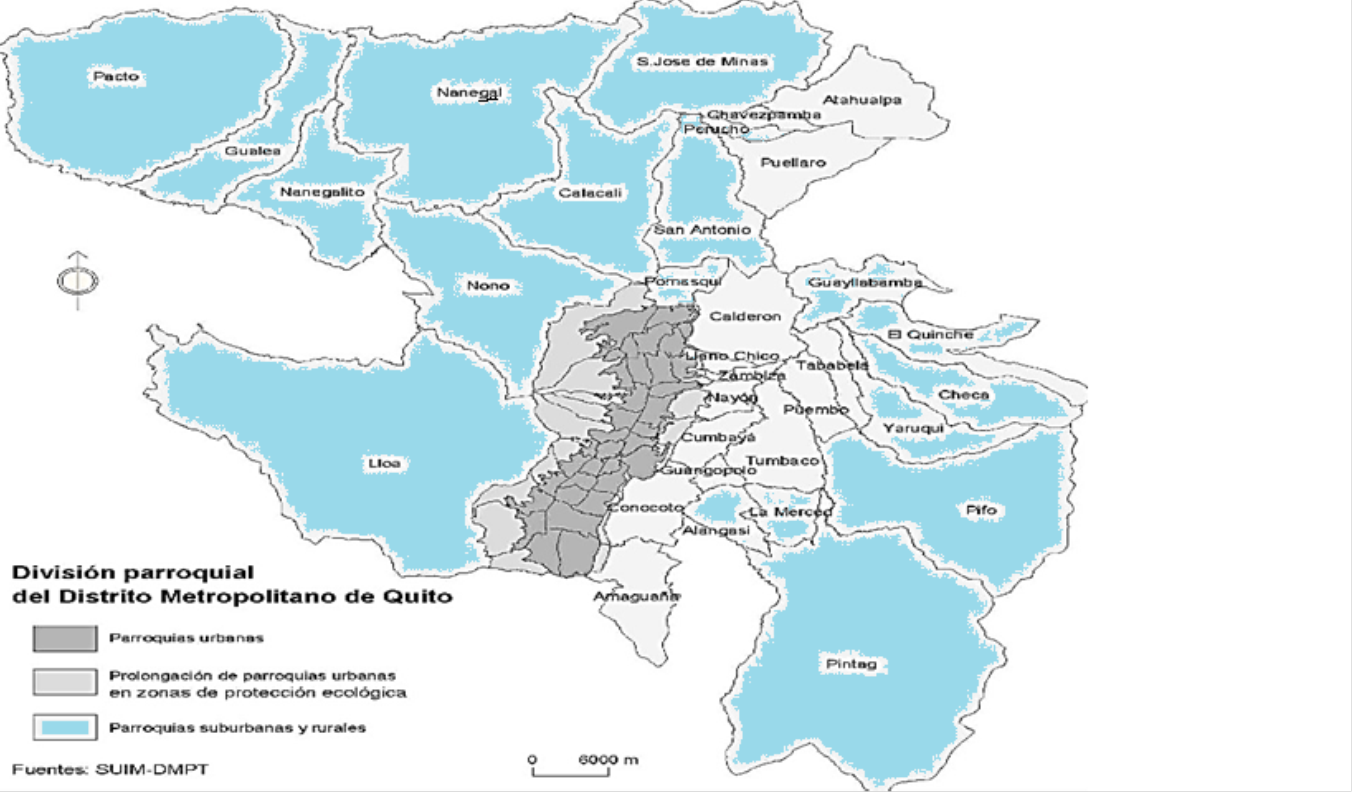 S.Jose de Minas
Pacto
Nanegal
Atahualpa
Chavezpamba
Perucho
Gualea
Puellaro
Nanegalito
Calacali
San Antonio
Pomasqui
Guayllabamba
Nono
Calderon
El Quinche
Llano Chico
Tababela
Zambiza
Checa
Nayón
Puembo
Yaruqui
Cumbayá
Lloa
Tumbaco
Guangopolo
Conocoto
La Merced
Pifo
Alangasi
Amaguaña
Pintag
División parroquial
del Distrito Metropolitano de Quito
Parroquias urbanas
Prolongación de parroquias urbanas
en zonas de protección ecológica
Parroquias suburbanas y rurales
Fuentes: SUIM-DMPT
0 6000 m